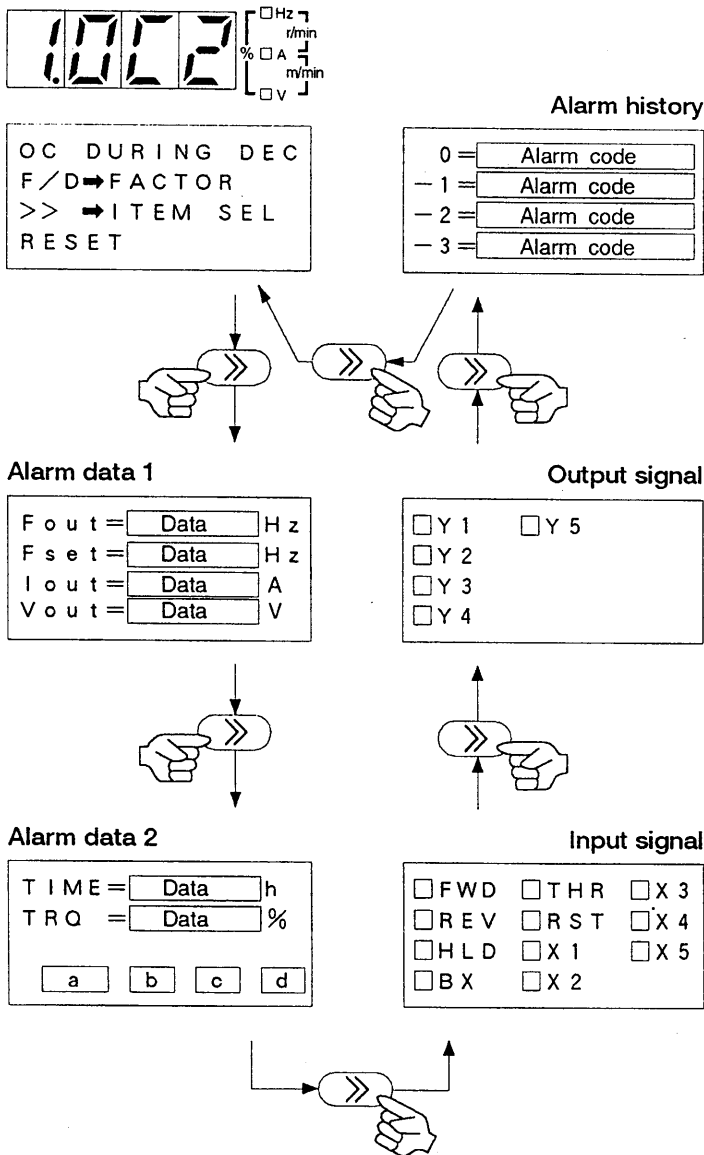 1.0C2
% Hz r/min
A m/min
V
OC DURING DEC
F/D➡FACTOR
>> ➡ITEM SEL
RESET
Alarm history
0= Alarm code
-1= Alarm code
-2= Alarm code
-3= Alarm code
>>
>>
>>
Alarm data 1
Fout= Data Hz
Fset= Data Hz
Iout= Data A
Vout= Data V
Output signal
□Y1 □Y5
□Y2
□Y3
□Y4
>>
>>
Alarm data 2
TIME= Data h
TRQ = Data %
a b c d
Input signal
□FWD □THR □X3
□REV □RST □X4
□HLD □X1 □X5
□BX □X2
>>